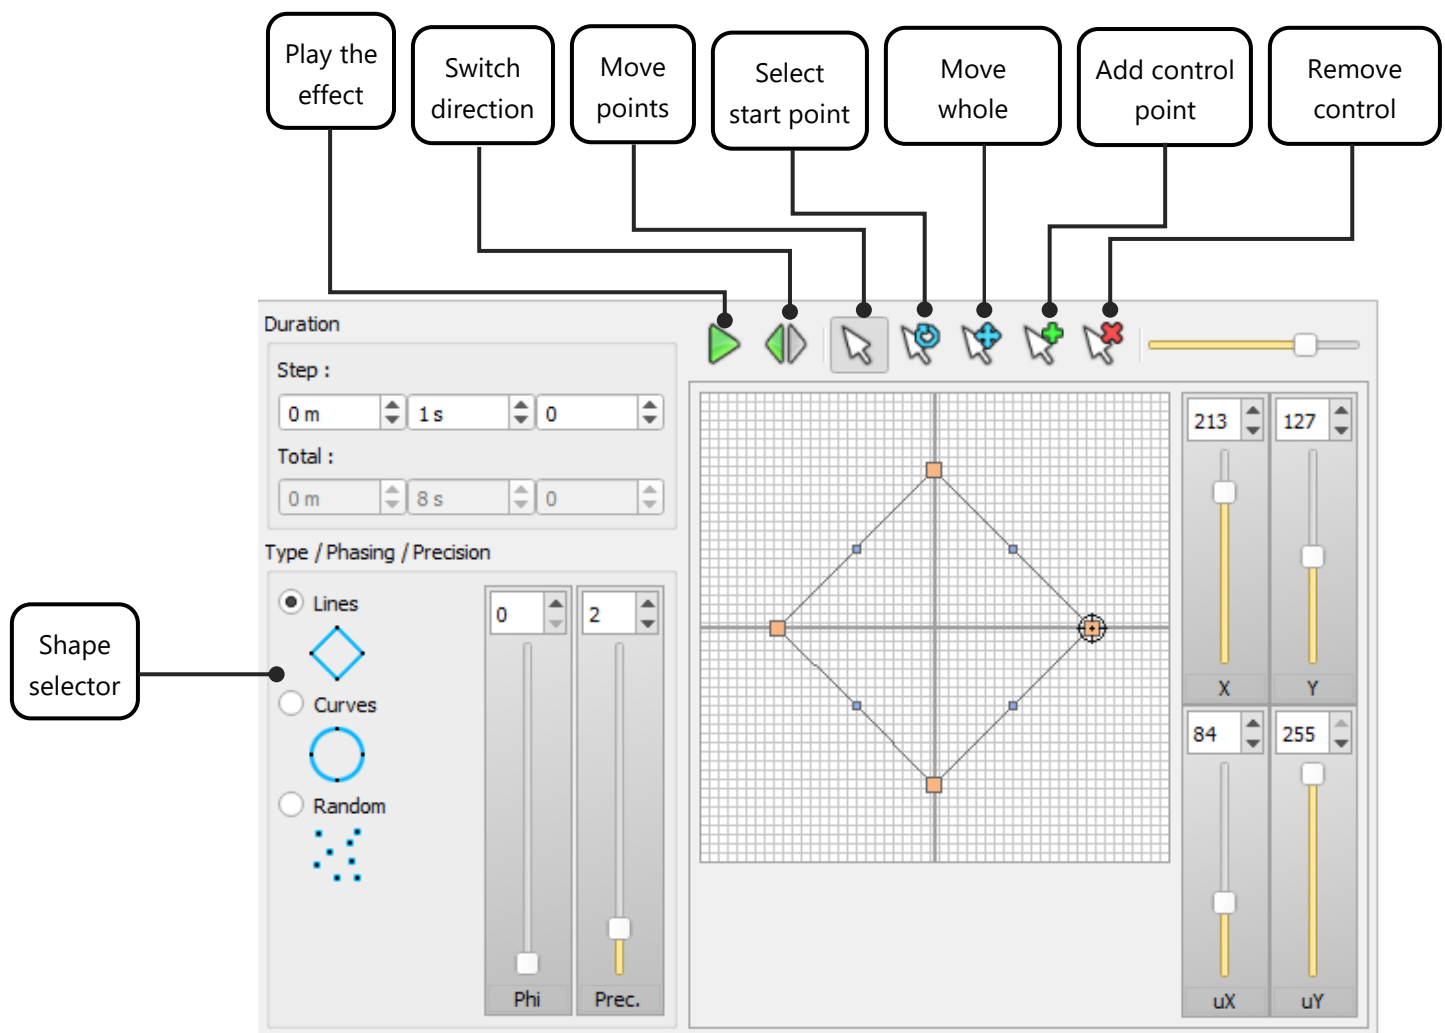 Play the
effect
Switch
direction
Move
points
Select
start point
Move
whole
Add control
point
Remove
control
Duration
Step :
0 m
1 s
0
Total :
0 m
8 s
0
Type / Phasing / Precision
Lines
Curves
Random
0
2
Phi
Prec.
Shape
selector
213
127
X
Y
84
255
uX
uY